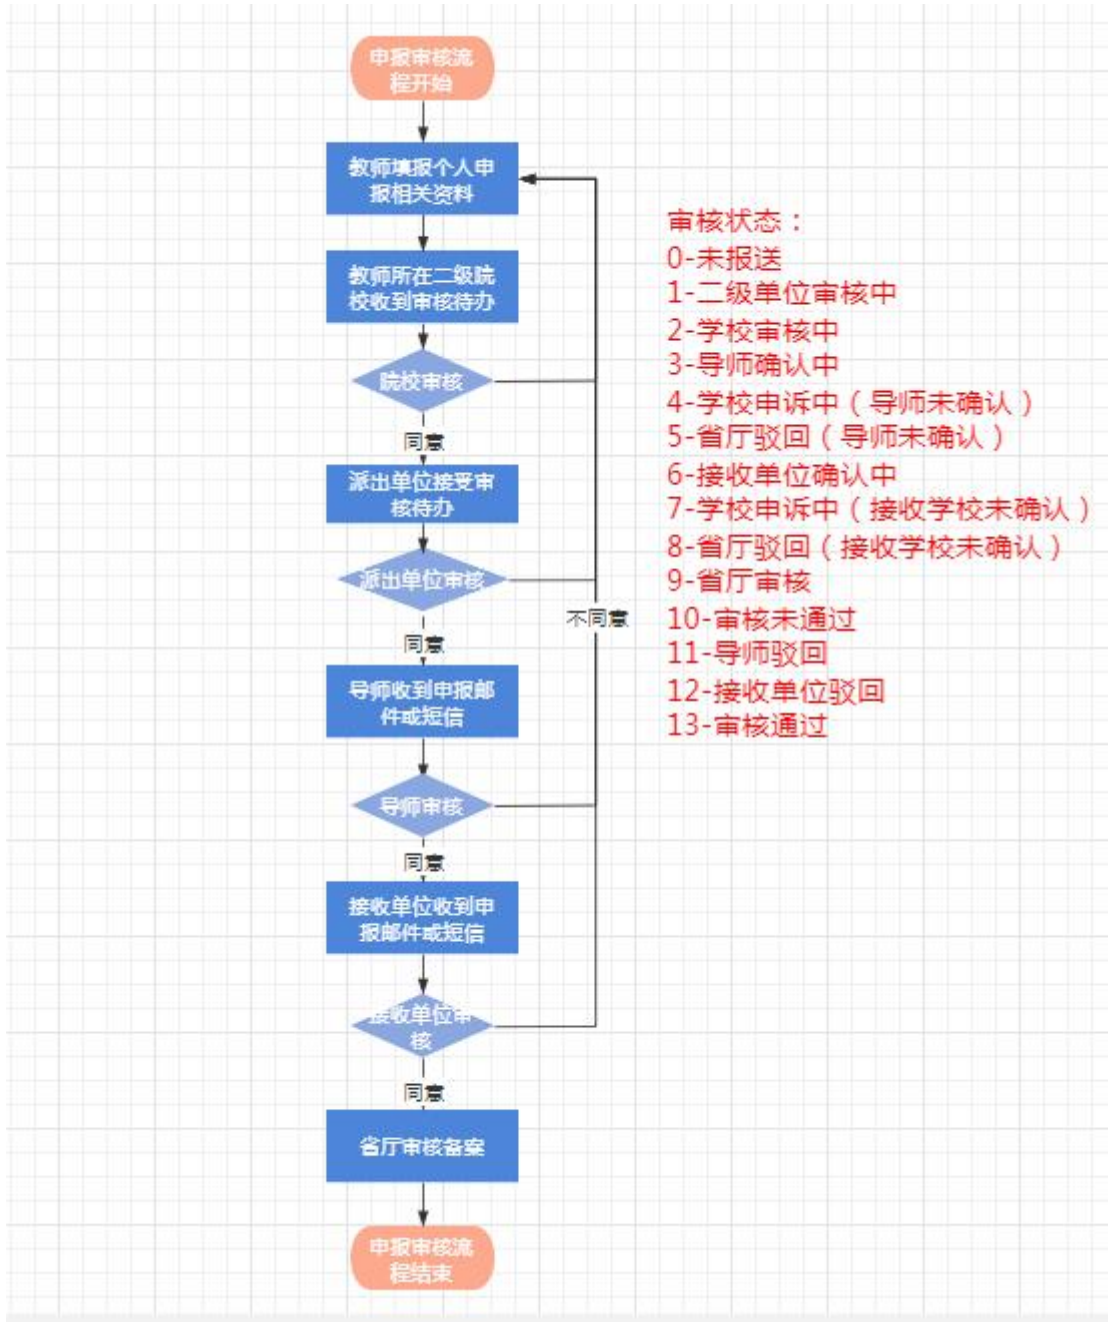 申报审核流
程开始
教师填报个人申
报相关资料
教师所在二级院
校收到审核待办
院校审核
同意
派出单位接受审
核待办
派出单位审核
不同意
同意
导师收到申报邮
件或短信
导师审核
同意
接收单位收到申
报邮件或短信
接收单位审
核
同意
省厅审核备案
申报审核流
程结束
审核状态：
0-未报送
1-二级单位审核中
2-学校审核中
3-导师确认中
4-学校申诉中（导师未确认）
5-省厅驳回（导师未确认）
6-接收单位确认中
7-学校申诉中（接收学校未确认）
8-省厅驳回（接收学校未确认）
9-省厅审核
10-审核未通过
11-导师驳回
12-接收单位驳回
13-审核通过